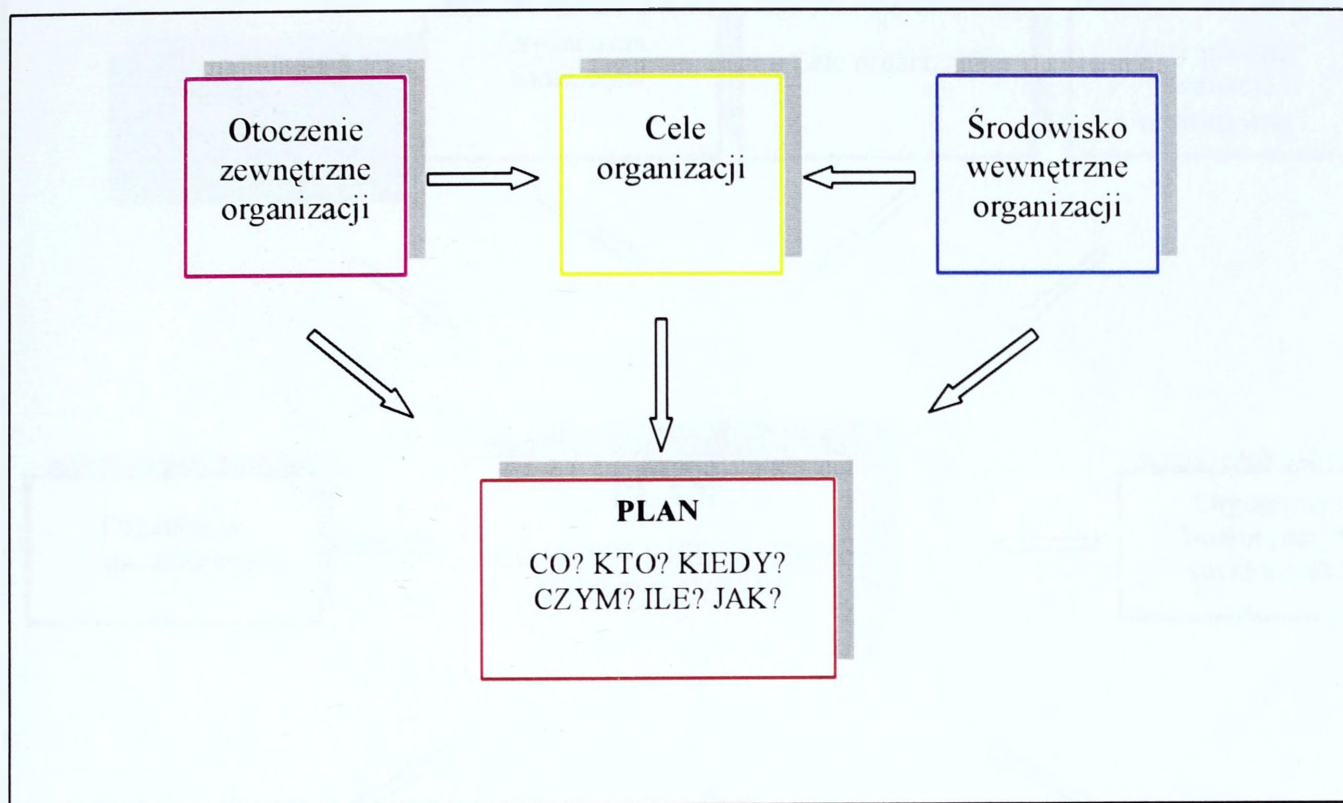 Otoczenie
zewnętrzne
organizacji
Cele
organizacji
Środowisko
wewnętrzne
organizacji
PLAN
CO? KTO? KIEDY?
CZYM? ILE? JAK?